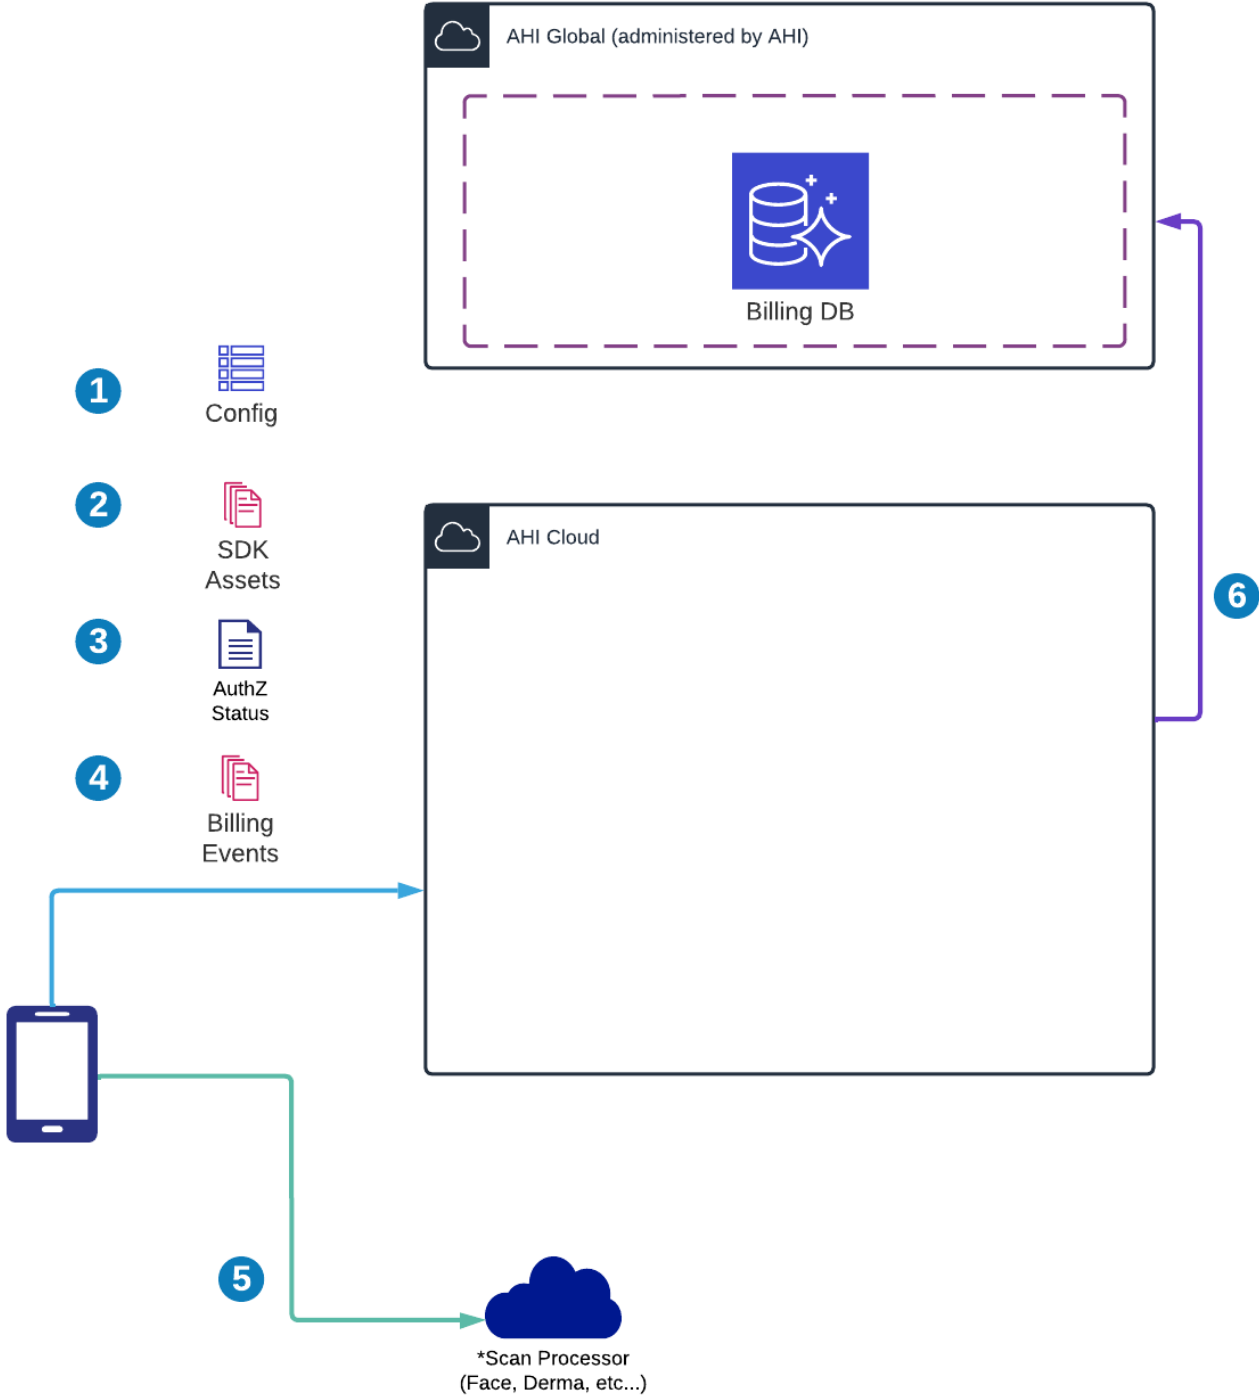 AHI Global (administered by AHI)
Billing DB
1
Config
2
SDK
Assets
3
AuthZ
Status
4
Billing
Events
AHI Cloud
6
5
*Scan Processor
(Face, Derma, etc...)